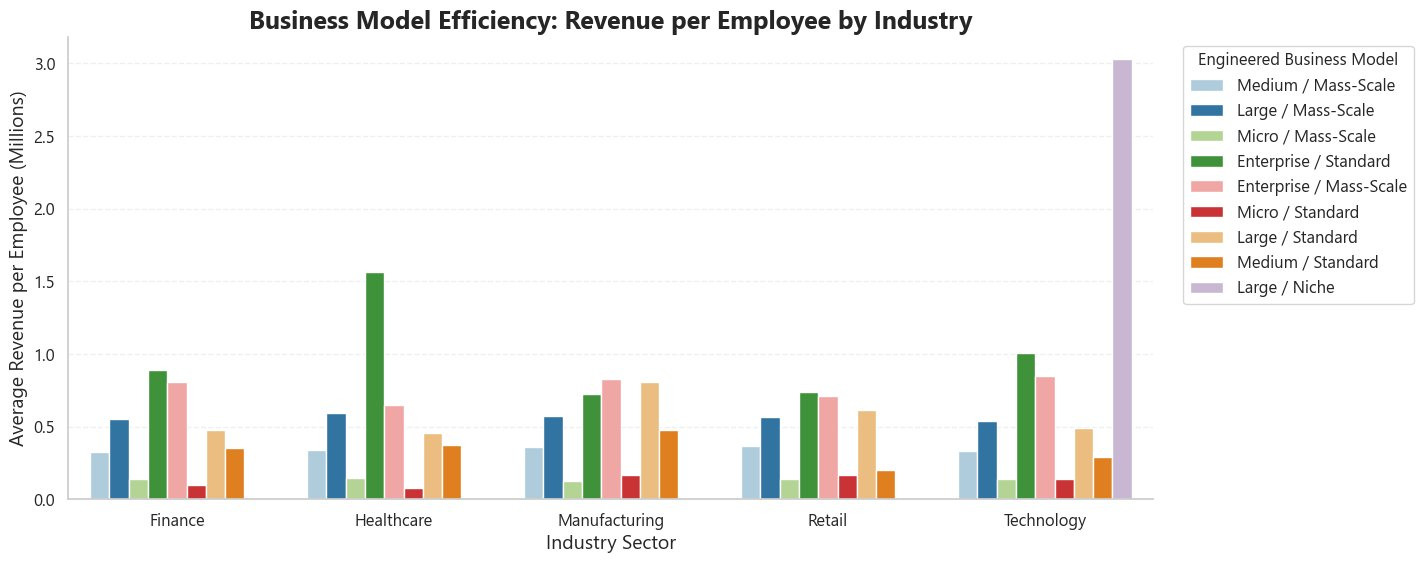 Business Model Efficiency: Revenue per Employee by Industry
Average Revenue per Employee (Millions)
3.0
2.5
2.0
1.5
1.0
0.5
0.0
Finance
Healthcare
Manufacturing
Retail
Technology
Industry Sector
Engineered Business Model
Medium / Mass-Scale
Large / Mass-Scale
Micro / Mass-Scale
Enterprise / Standard
Enterprise / Mass-Scale
Micro / Standard
Large / Standard
Medium / Standard
Large / Niche